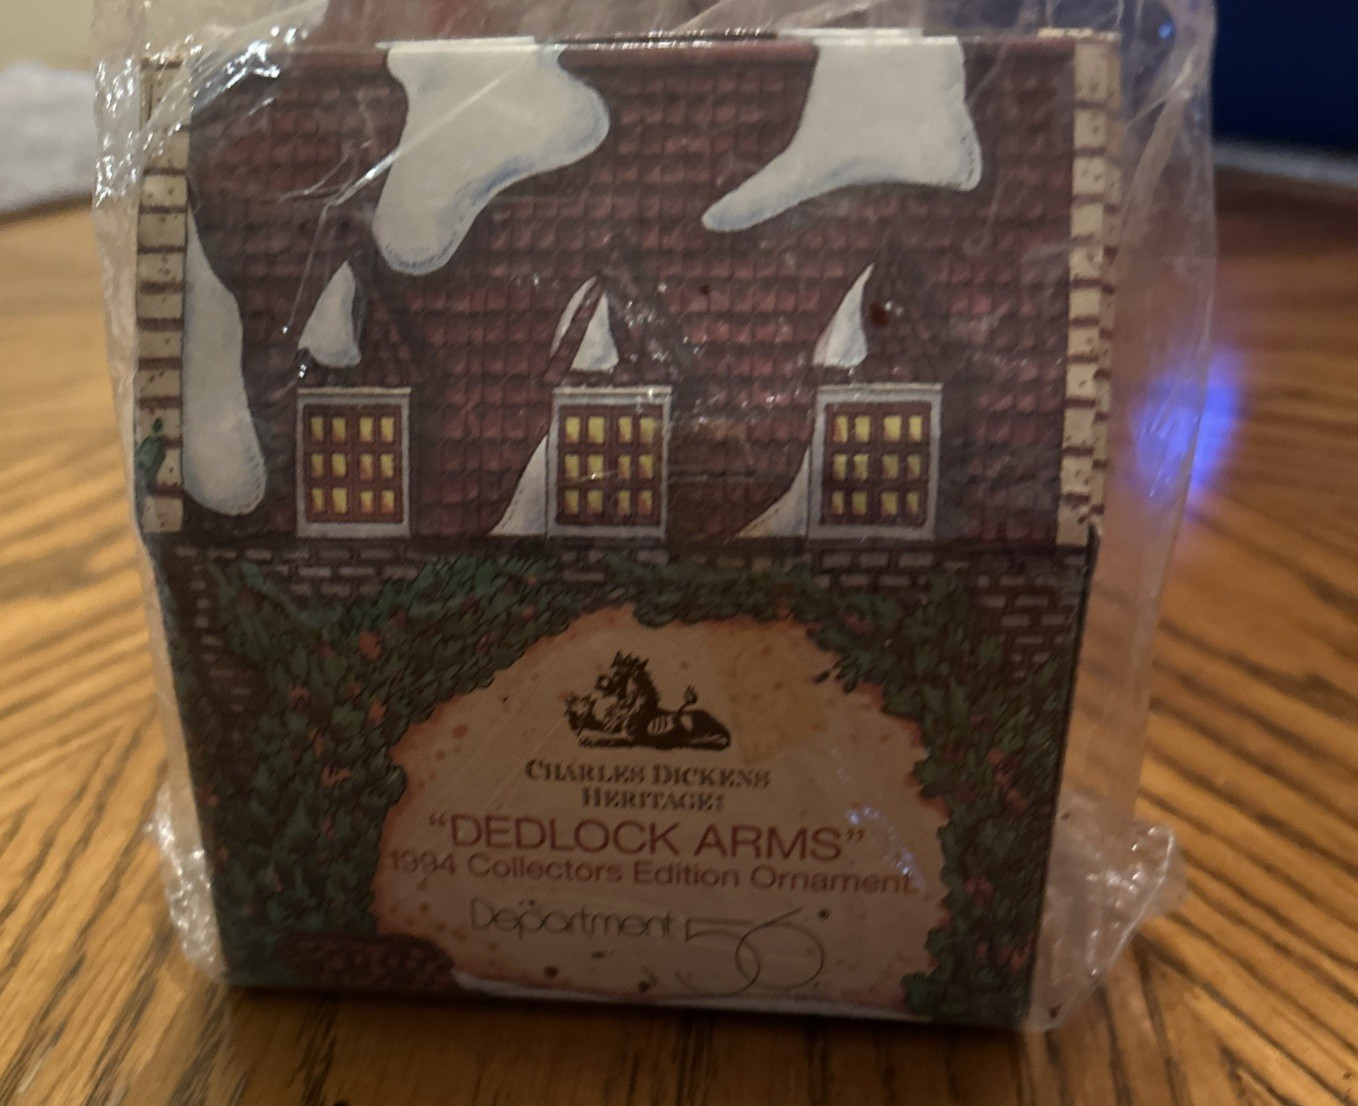 CHARLES DICKENS
HERITAGE:
“DEDLOCK ARMS”
1994 Collectors Edition Ornament
Department 56